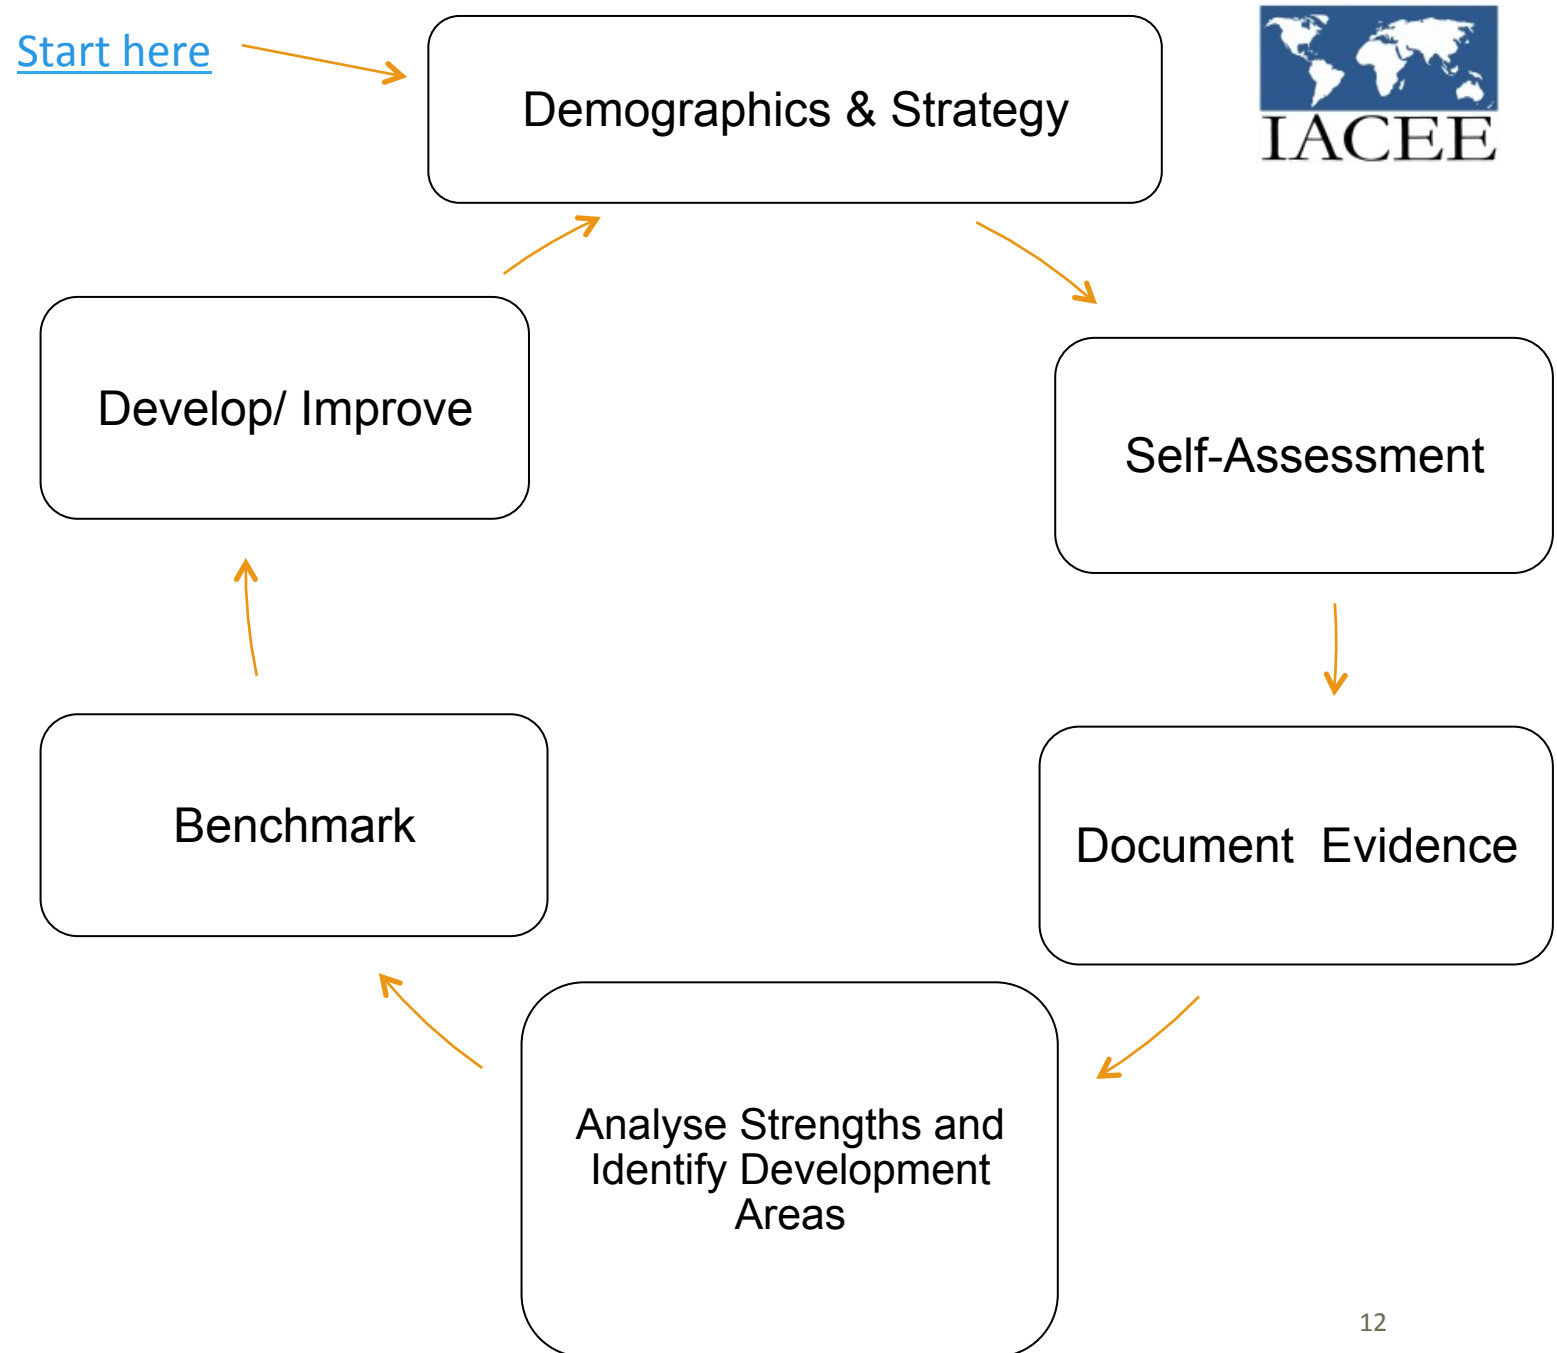 Start here
Demographics & Strategy
IACEE
Develop/ Improve
Self-Assessment
Benchmark
Document  Evidence
Analyse Strengths and
Identify Development
Areas
12